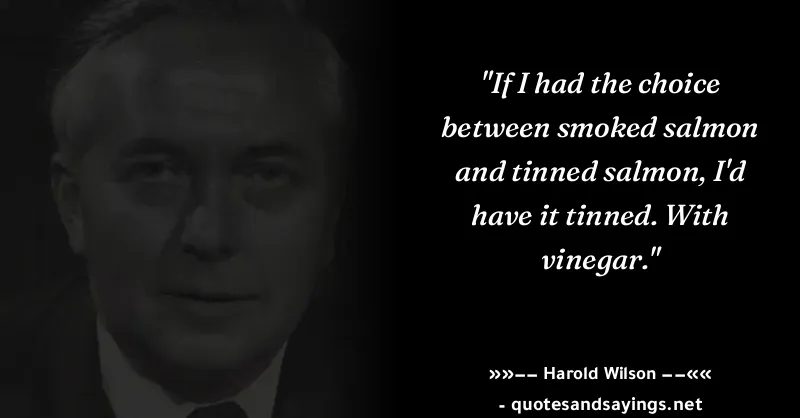 "If I had the choice
between smoked salmon
and tinned salmon, I'd
have it tinned. With
vinegar."
»»–– Harold Wilson ––««
- quotesandsayings.net